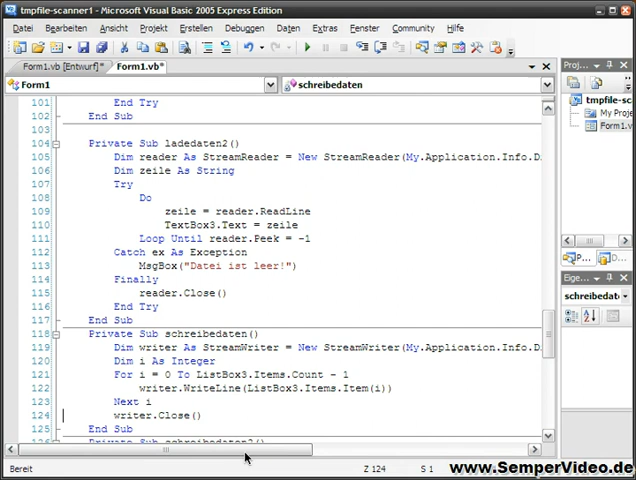 tmpfile-scanner1 - Microsoft Visual Basic 2005 Express Edition
Datei Bearbeiten Ansicht Projekt Erstellen Debuggen Daten Extras Fenster Community Hilfe
Form1.vb [Entwurf]* Form1.vb*
Form1 schreibedaten
101 End Try
102 End Sub
103
104 Private Sub ladedaten2()
105 Dim reader As StreamReader = New StreamReader(My.Application.Info.D
106 Dim zeile As String
107 Try
108 Do
109 zeile = reader.ReadLine
110 TextBox3.Text = zeile
111 Loop Until reader.Peek = -1
112 Catch ex As Exception
113 MsgBox("Datei ist leer!")
114 Finally
115 reader.Close()
116 End Try
117 End Sub
118 Private Sub schreibedaten()
119 Dim writer As StreamWriter = New StreamWriter(My.Application.Info.D
120 Dim i As Integer
121 For i = 0 To ListBox3.Items.Count - 1
122 writer.WriteLine(ListBox3.Items.Item(i))
123 Next i
124 writer.Close()
125 End Sub
126 Private Sub schreibedaten2()
Proj...
tmpfile-sc
My Proje
Form1.v
P... D...
Eige...
schreibedat
Bereit Z 124 S 1
www.SemperVideo.de